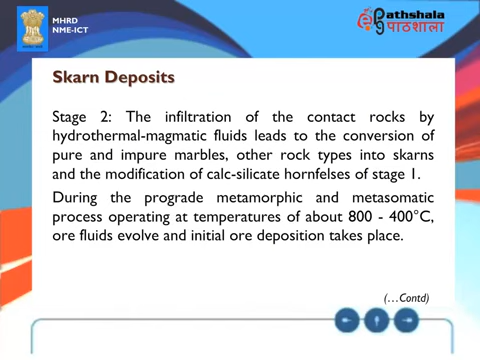 MHRD
NME-ICT
Pathshala
पाठशाला
Skarn Deposits
Stage 2: The infiltration of the contact rocks by
hydrothermal-magmatic fluids leads to the conversion of
pure and impure marbles, other rock types into skarns
and the modification of calc-silicate hornfelses of stage 1.
During the prograde metamorphic and metasomatic
process operating at temperatures of about 800 - 400°C,
ore fluids evolve and initial ore deposition takes place.
(...Contd)